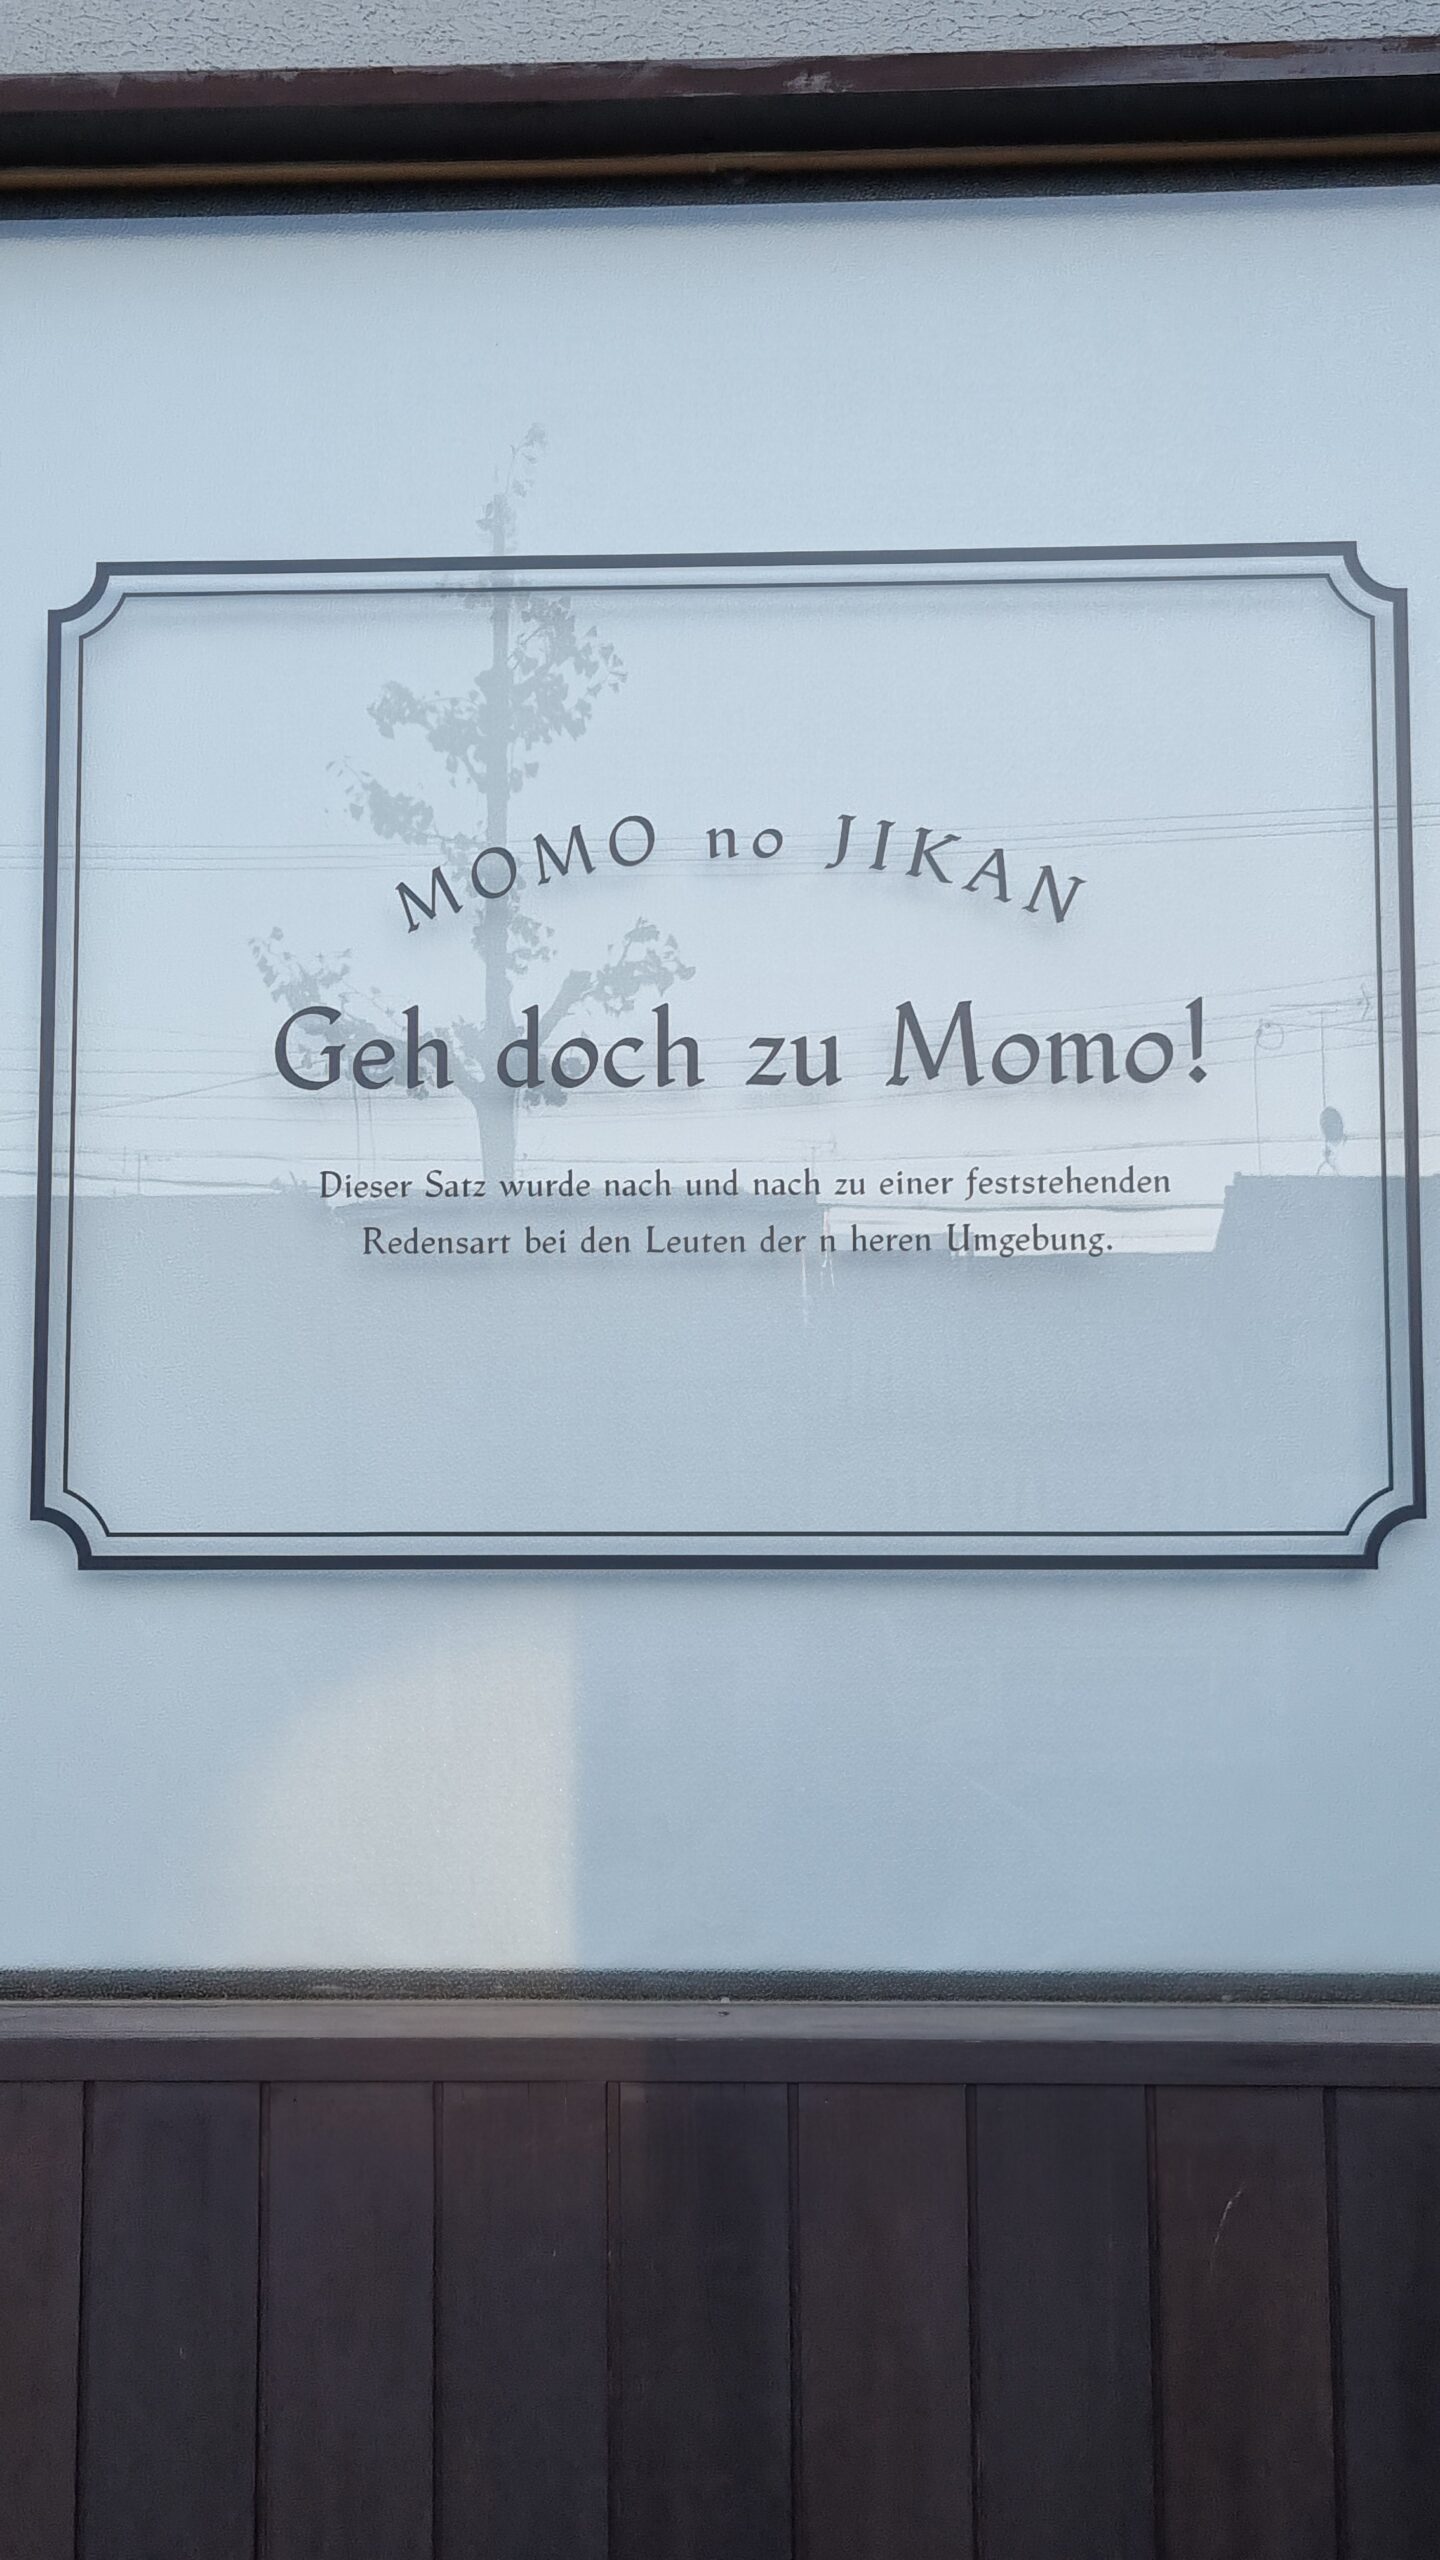 MOMO no JIKAN
Geh doch zu Momo!
Dieser Satz wurde nach und nach zu einer feststehenden
Redensart bei den Leuten der n heren Umgebung.